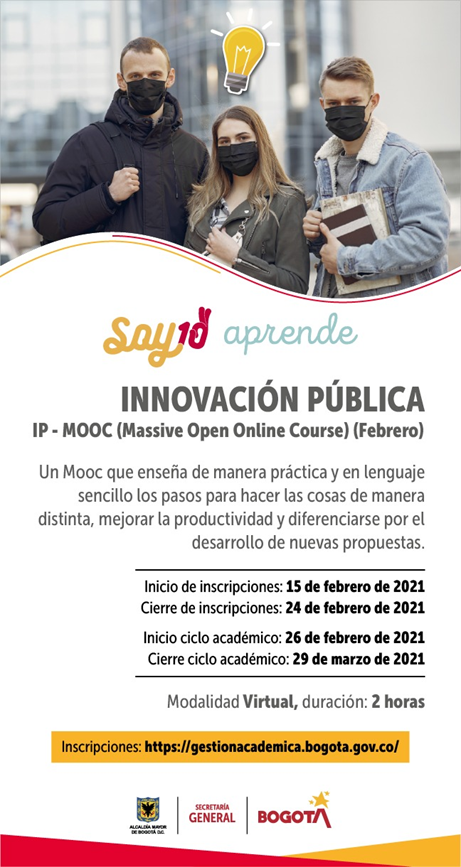 Soy10 aprende
INNOVACIÓN PÚBLICA
IP - MOOC (Massive Open Online Course) (Febrero)
Un Mooc que enseña de manera práctica y en lenguaje
sencillo los pasos para hacer las cosas de manera
distinta, mejorar la productividad y diferenciarse por el
desarrollo de nuevas propuestas.
Inicio de inscripciones: 15 de febrero de 2021
Cierre de inscripciones: 24 de febrero de 2021
Inicio ciclo académico: 26 de febrero de 2021
Cierre ciclo académico: 29 de marzo de 2021
Modalidad Virtual, duración: 2 horas
Inscripciones: https://gestionacademica.bogota.gov.co/
ALCALDÍA MAYOR
DE BOGOTÁ D.C.
SECRETARÍA
GENERAL
BOGOTÁ